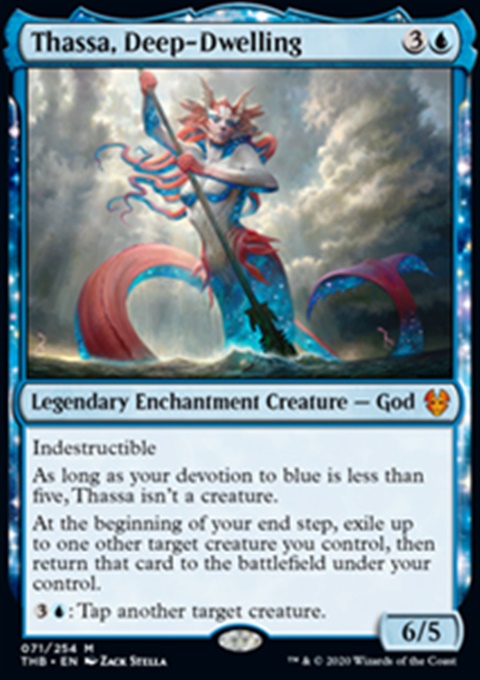 Thassa, Deep-Dwelling 3
Legendary Enchantment Creature — God
Indestructible
As long as your devotion to blue is less than
five, Thassa isn't a creature.
At the beginning of your end step, exile up
to one other target creature you control, then
return that card to the battlefield under your
control.
3 : Tap another target creature.
6/5
071/254 M
THB • EN Zack Stella
™ & © 2020 Wizards of the Coast